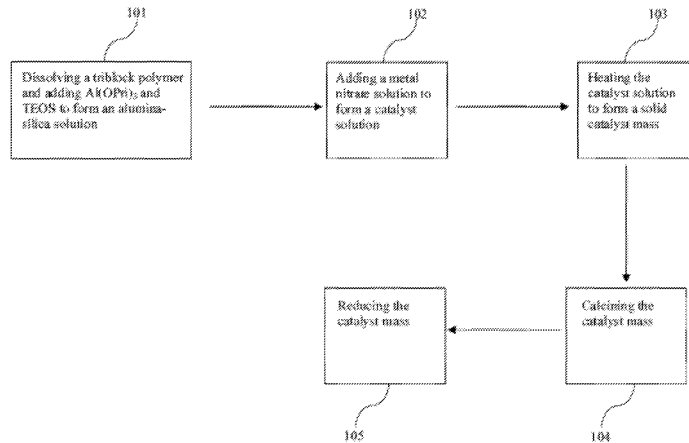 101
102
103
Dissolving a triblock polymer
and adding Al(OPri)₃ and
TEOS to form an alumina-
silica solution
Adding a metal
nitrate solution to
form a catalyst
solution
Heating the
catalyst solution
to form a solid
catalyst mass
Reducing the
catalyst mass
Calcining the
catalyst mass
105
104